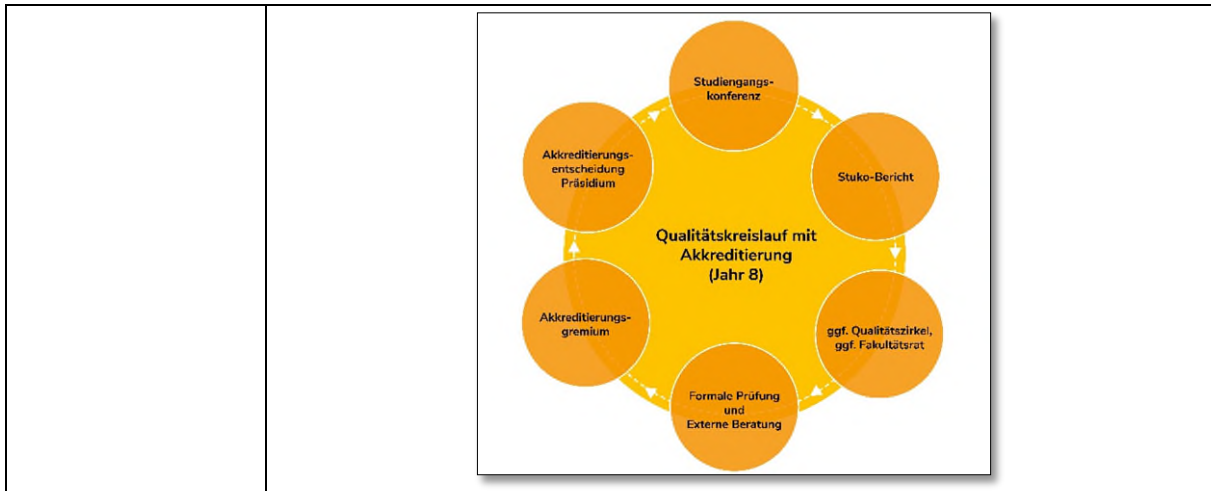 Studiengangs-
konferenz
Stuko-Bericht
ggf. Qualitätszirkel,
ggf. Fakultätsrat
Formale Prüfung
und
Externe Beratung
Akkreditierungs-
gremium
Akkreditierungs-
entscheidung
Präsidium
Qualitätskreislauf mit
Akkreditierung
(Jahr 8)